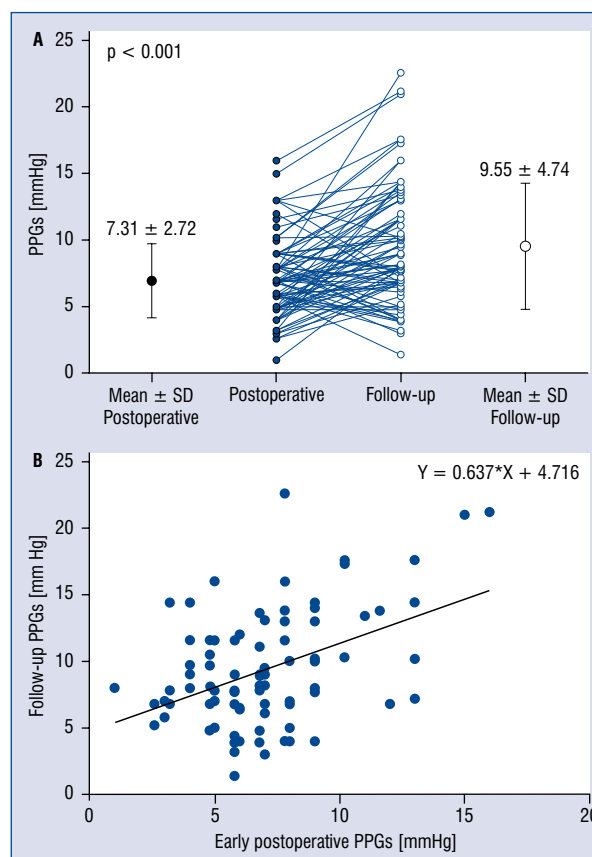 A
p < 0.001
25
20
15
10
5
0
PPGs [mmHg]
7.31 ± 2.72
9.55 ± 4.74
Mean ± SD
Postoperative
Postoperative
Follow-up
Mean ± SD
Follow-up
B
Y = 0.637*X + 4.716
25
20
15
10
5
0
Follow-up PPGs [mm Hg]
0 5 10 15 20
Early postoperative PPGs [mmHg]